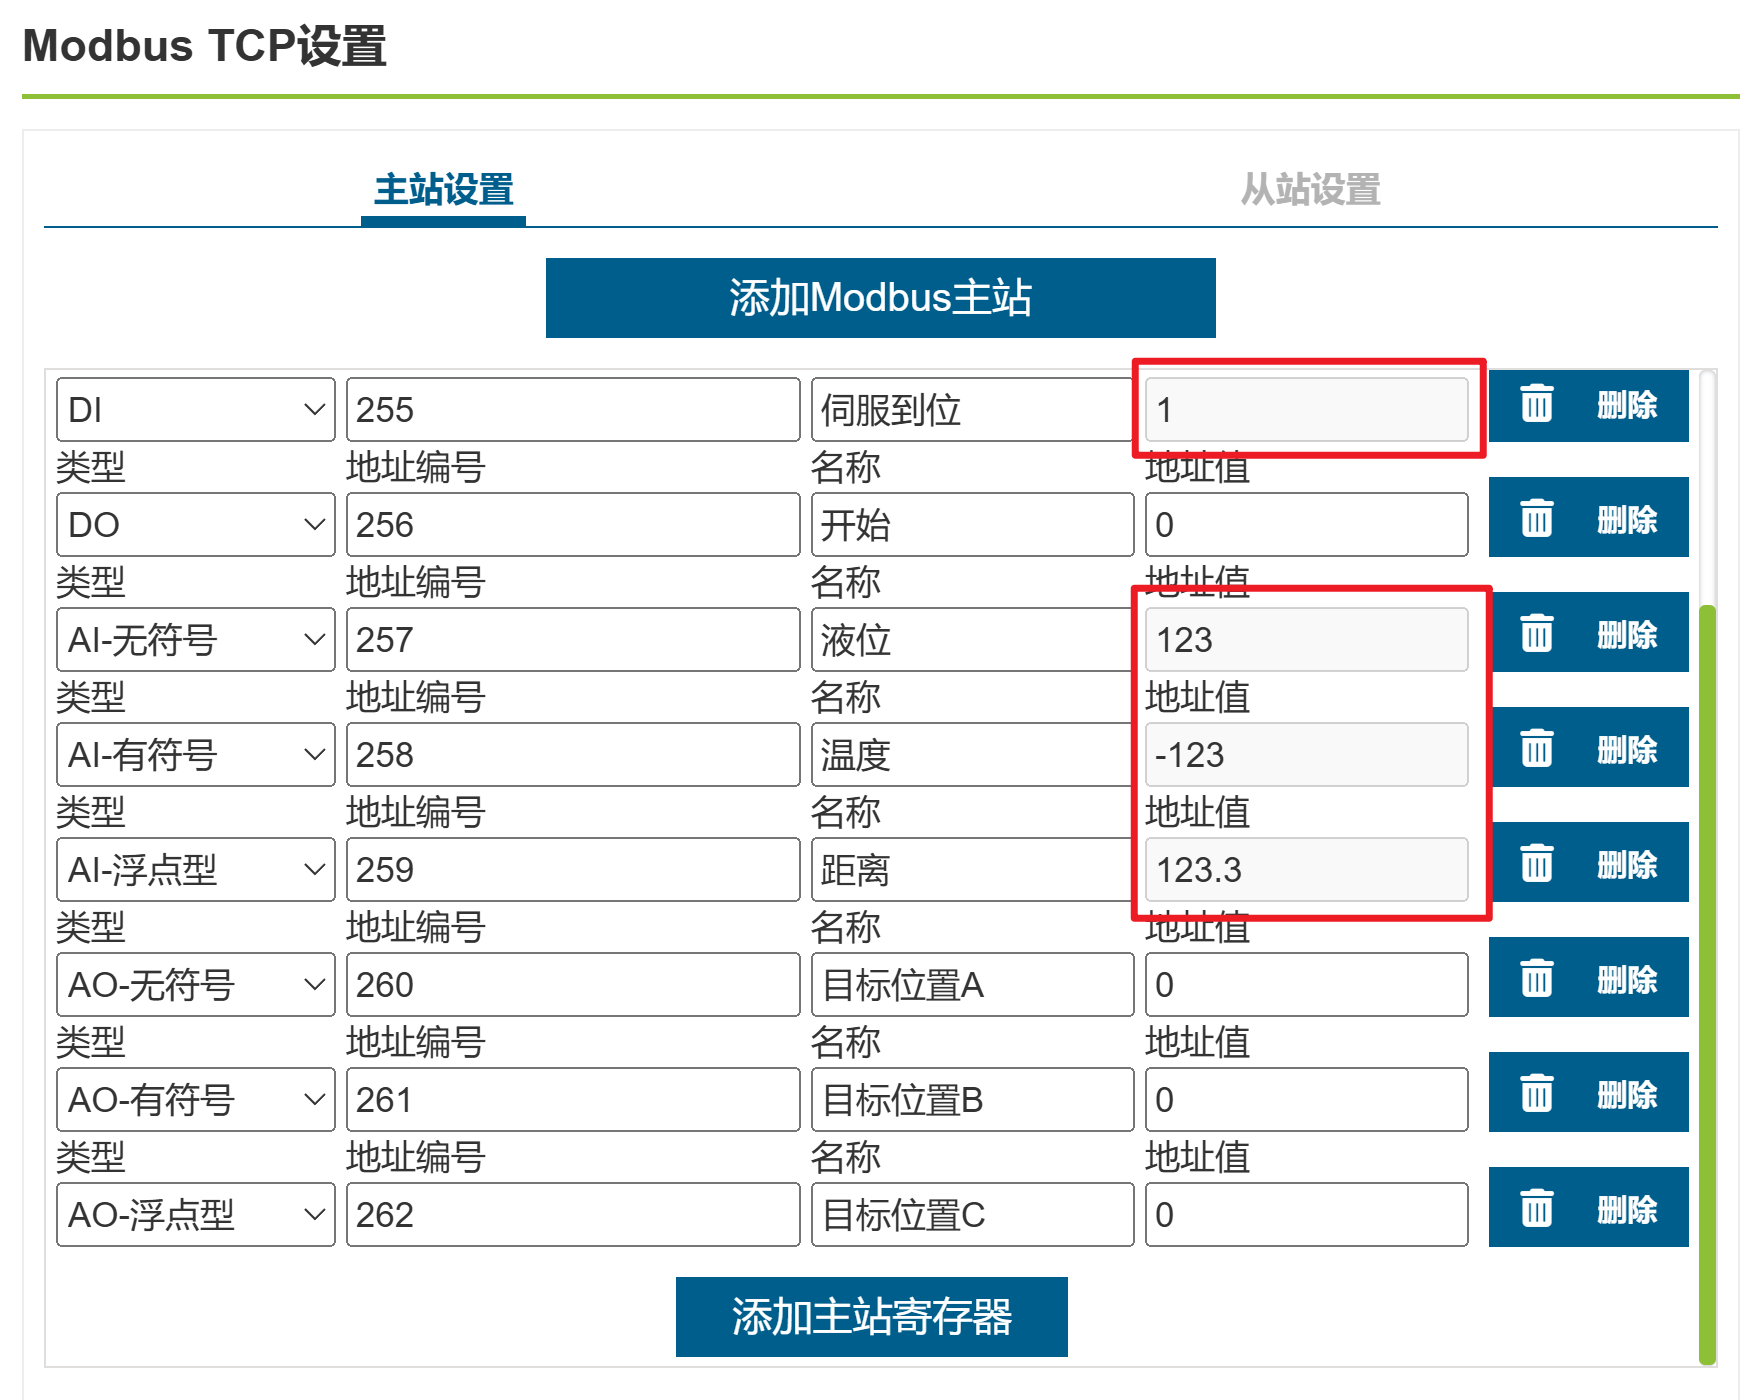 Modbus TCP设置
主站设置 从站设置
添加Modbus主站
DI 255 伺服到位 1 删除
类型 地址编号 名称 地址值
DO 256 开始 0 删除
类型 地址编号 名称 地址值
AI-无符号 257 液位 123 删除
类型 地址编号 名称 地址值
AI-有符号 258 温度 -123 删除
类型 地址编号 名称 地址值
AI-浮点型 259 距离 123.3 删除
类型 地址编号 名称 地址值
AO-无符号 260 目标位置A 0 删除
类型 地址编号 名称 地址值
AO-有符号 261 目标位置B 0 删除
类型 地址编号 名称 地址值
AO-浮点型 262 目标位置C 0 删除
添加主站寄存器